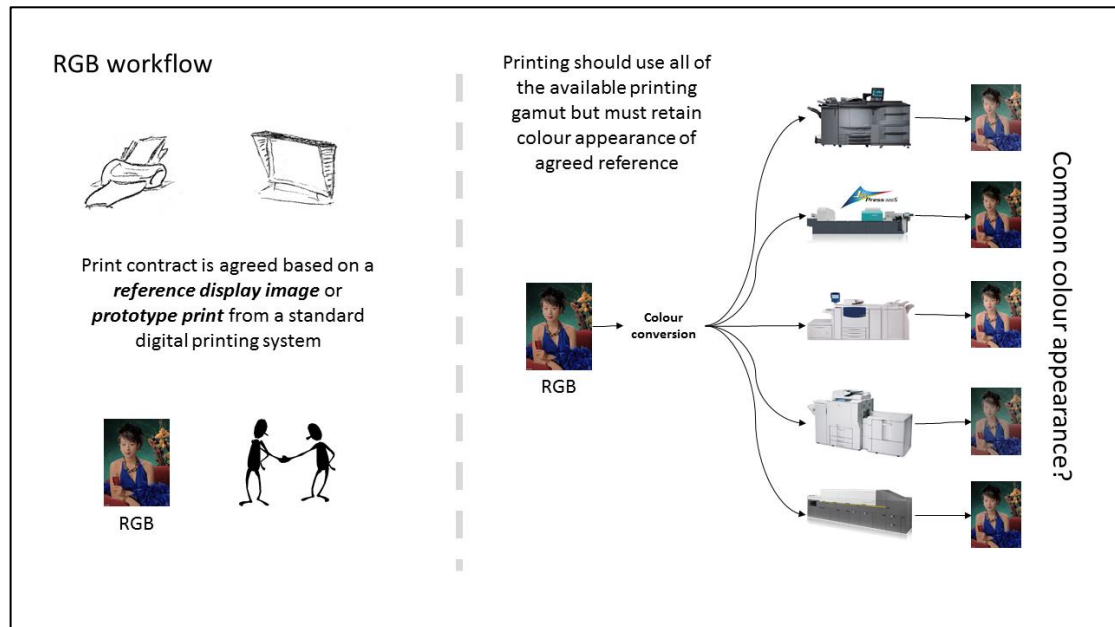 RGB workflow
Print contract is agreed based on a
reference display image or
prototype print from a standard
digital printing system
RGB
Printing should use all of
the available printing
gamut but must retain
colour appearance of
agreed reference
RGB
Colour
conversion
Press
Common colour appearance?